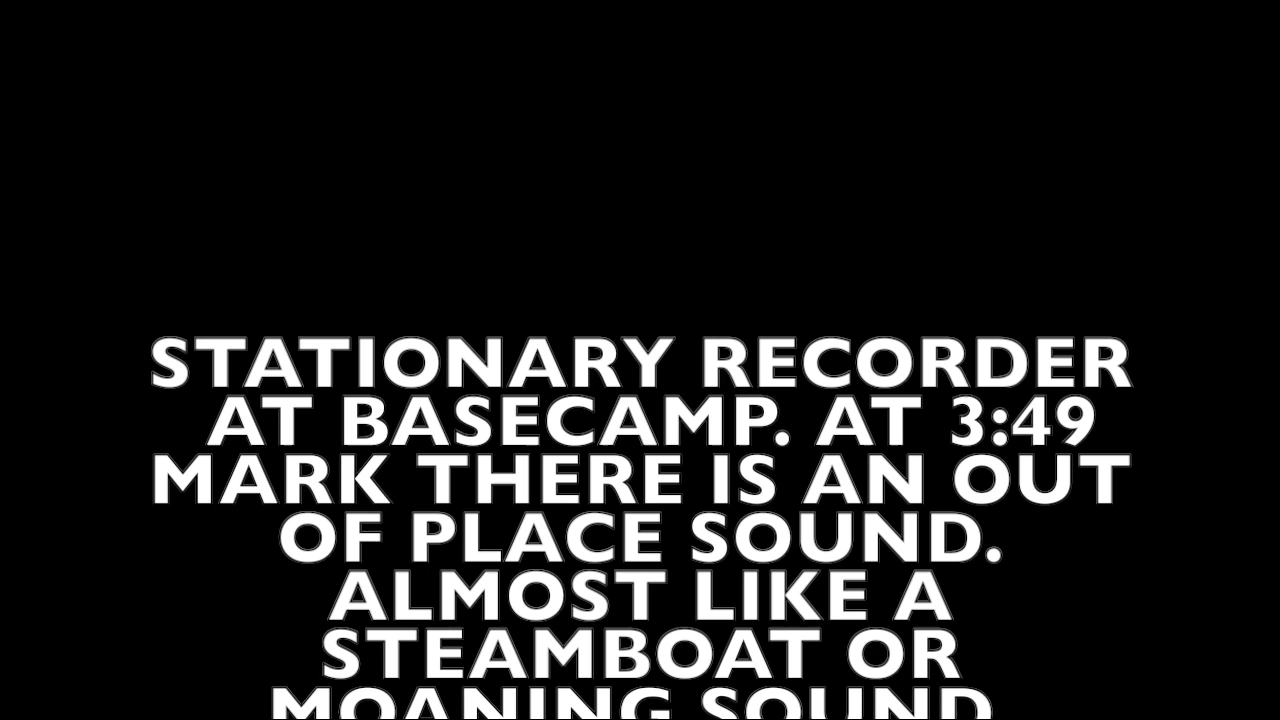 STATIONARY RECORDER
AT BASECAMP. AT 3:49
MARK THERE IS AN OUT
OF PLACE SOUND.
ALMOST LIKE A
STEAMBOAT OR
MOANING SOUND